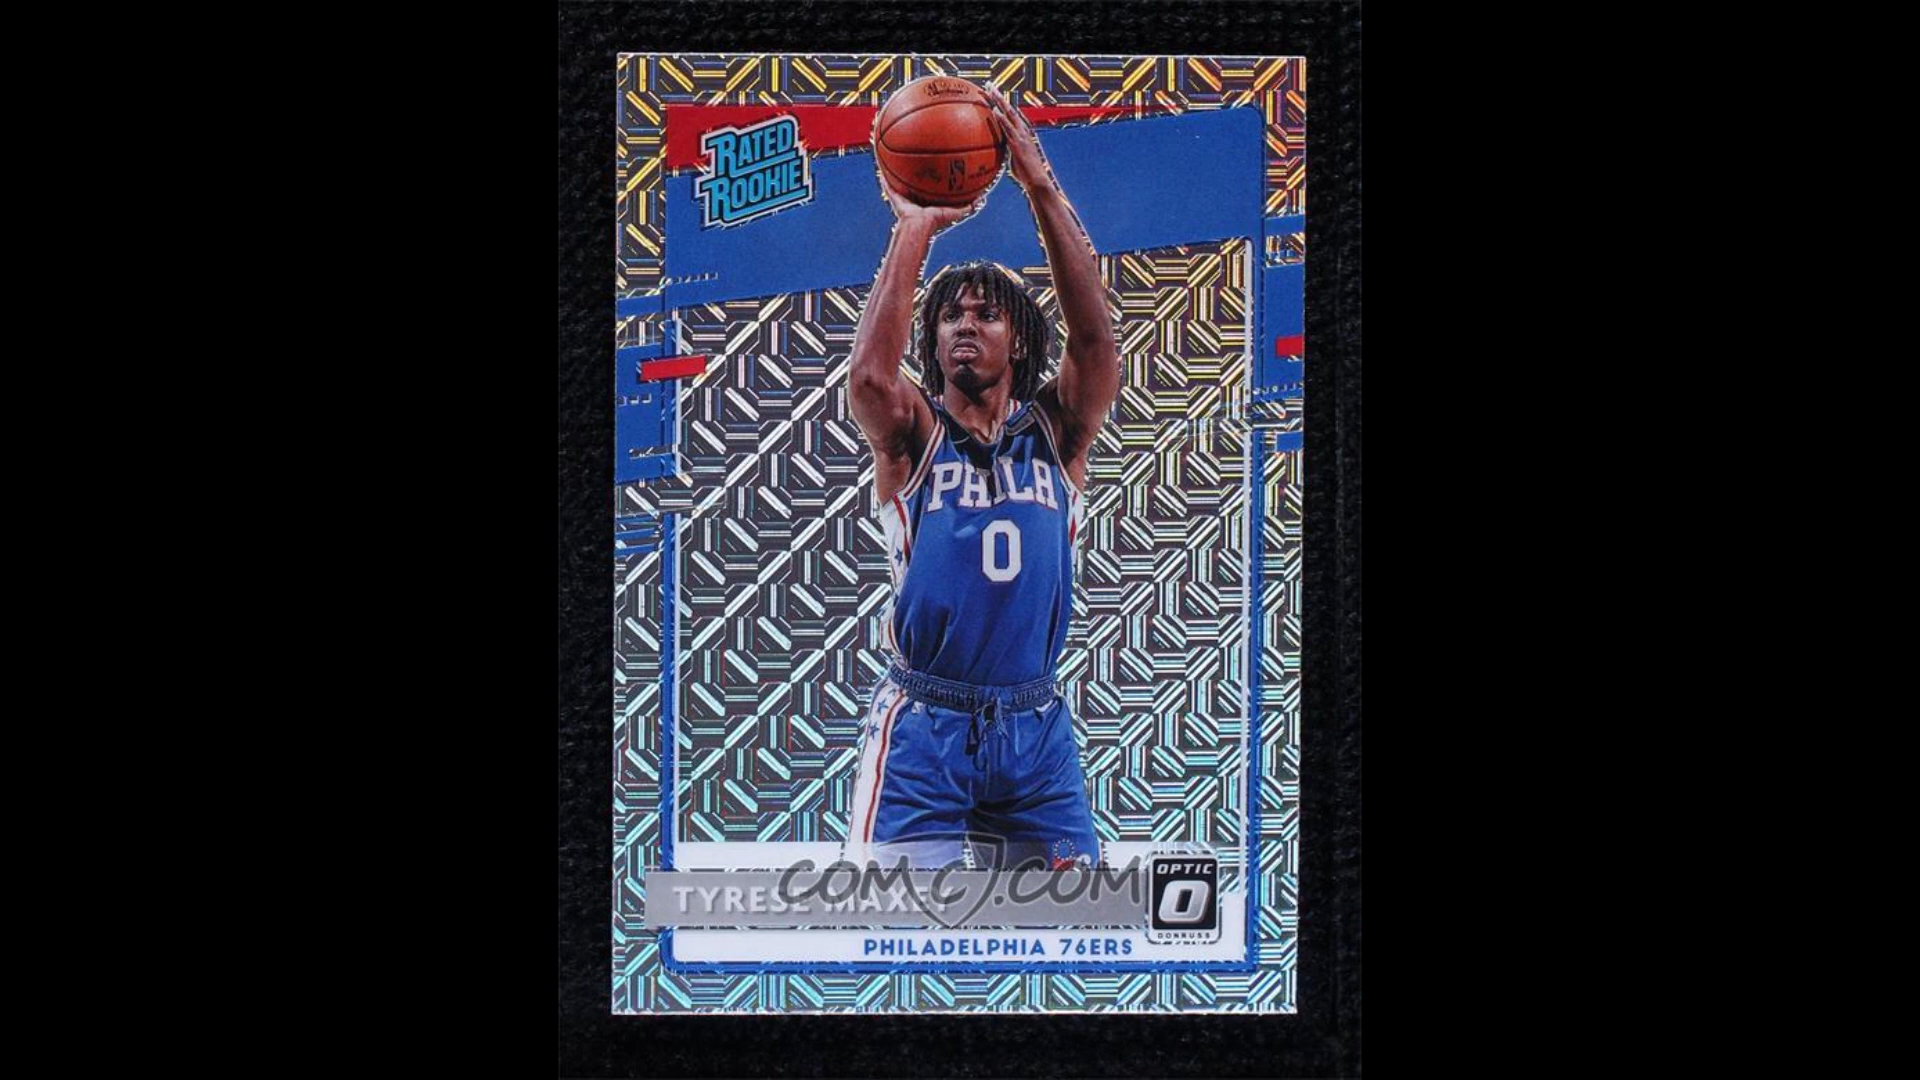 RATED
ROOKIE
PHILA
0
COMC.COM
TYRESE MAXEY
OPTIC
O
DONRUSS
PHILADELPHIA 76ERS